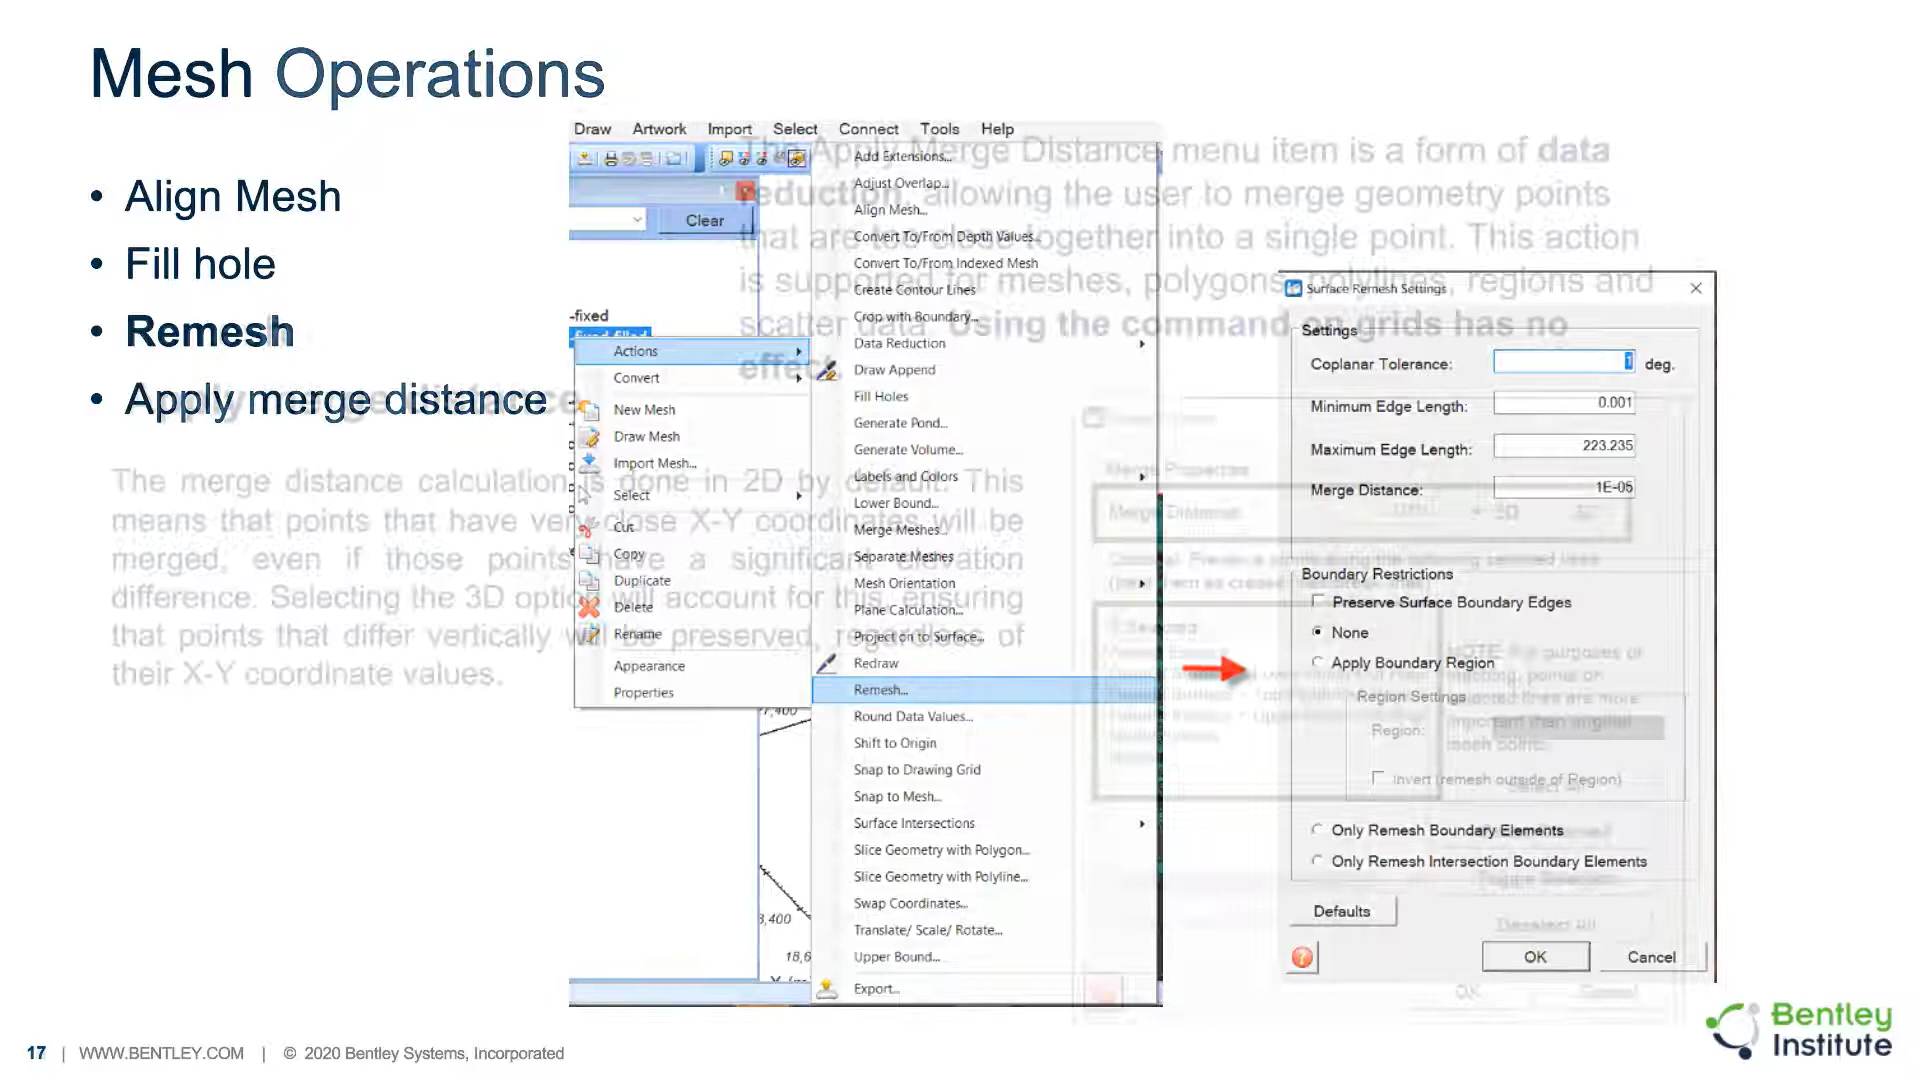 Mesh Operations
• Align Mesh
• Fill hole
• Remesh
• Apply merge distance
The merge distance calculation is done in 2D by default. This
means that points that have very close X-Y coordinates will be
merged, even if those points have a significant elevation
difference. Selecting the 3D option will account for this, ensuring
that points that differ vertically will be preserved, regardless of
their X-Y coordinate values.
The Apply Merge Distance menu item is a form of data
reduction, allowing the user to merge geometry points
that are too close together into a single point. This action
is supported for meshes, polygons, polylines, regions and
scatter data. Using the command on grids has no
effect.
Draw Artwork Import Select Connect Tools Help
Clear
-fixed
-fixed-filled
Actions
Convert
New Mesh
Draw Mesh
Import Mesh...
Select
Cut
Copy
Duplicate
Delete
Rename
Appearance
Properties
Add Extensions...
Adjust Overlap...
Align Mesh...
Convert To/From Depth Values...
Convert To/From Indexed Mesh
Create Contour Lines
Crop with Boundary...
Data Reduction
Draw Append
Fill Holes
Generate Pond...
Generate Volume...
Labels and Colors
Lower Bound...
Merge Meshes...
Separate Meshes
Mesh Orientation
Plane Calculation...
Project on to Surface...
Redraw
Remesh...
Round Data Values...
Shift to Origin
Snap to Drawing Grid
Snap to Mesh...
Surface Intersections
Slice Geometry with Polygon...
Slice Geometry with Polyline...
Swap Coordinates...
Translate/ Scale/ Rotate...
Upper Bound...
Export...
Surface Remesh Settings
Settings
Coplanar Tolerance: 1 deg.
Minimum Edge Length: 0.001
Maximum Edge Length: 223.235
Merge Distance: 1E-05
Boundary Restrictions
Preserve Surface Boundary Edges
None
Apply Boundary Region
Region Settings
Region:
Invert (remesh outside of Region)
Only Remesh Boundary Elements
Only Remesh Intersection Boundary Elements
Defaults
OK Cancel
Merge Properties
Merge Distance:
Deselect All
17 | WWW.BENTLEY.COM | © 2020 Bentley Systems, Incorporated
Bentley
Institute